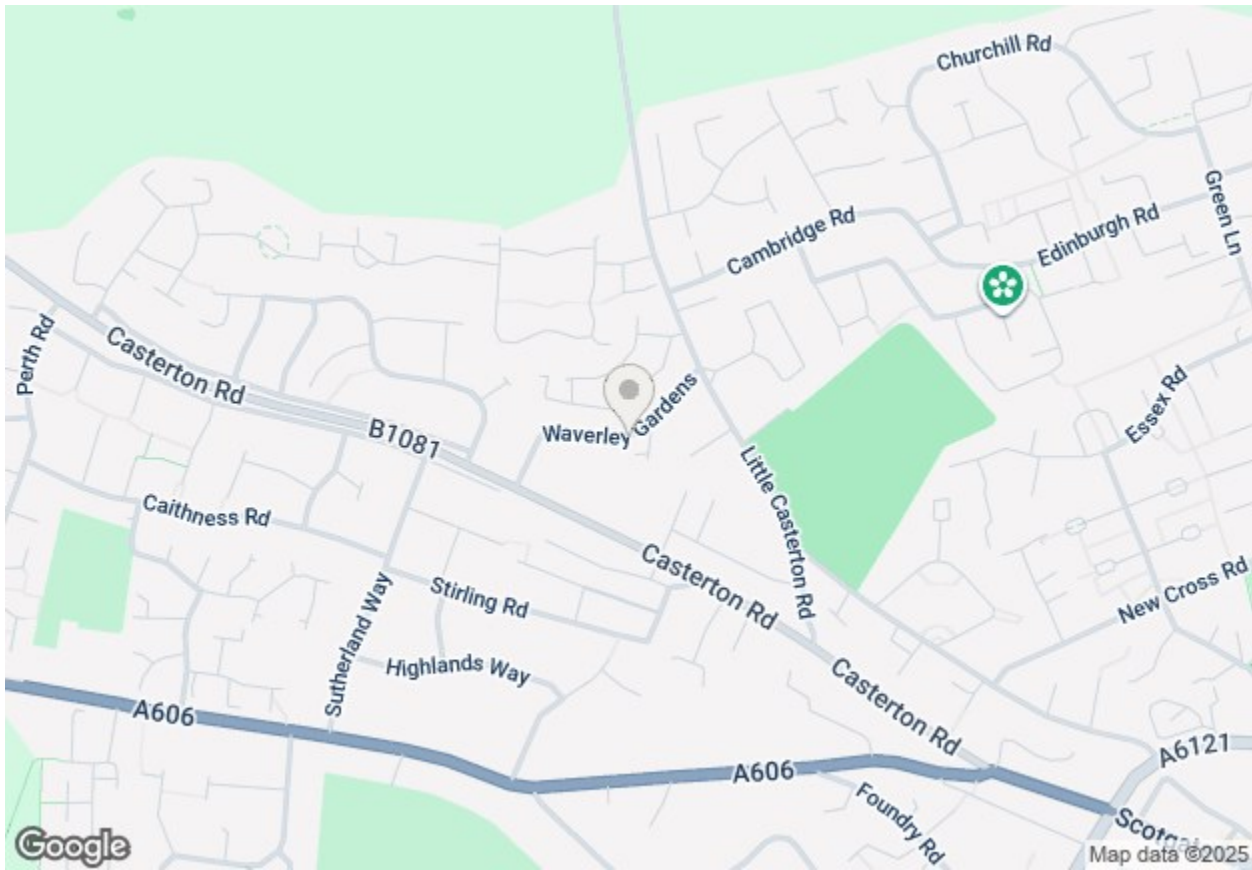 Churchill Rd
Green Ln
Cambridge Rd
Edinburgh Rd
Perth Rd
Casterton Rd
B1081
Waverley Gardens
Essex Rd
Little Casterton Rd
Caithness Rd
Stirling Rd
Casterton Rd
New Cross Rd
Sutherland Way
Highlands Way
Casterton Rd
A606
A6121
A606
Foundry Rd
Google
Map data ©2025